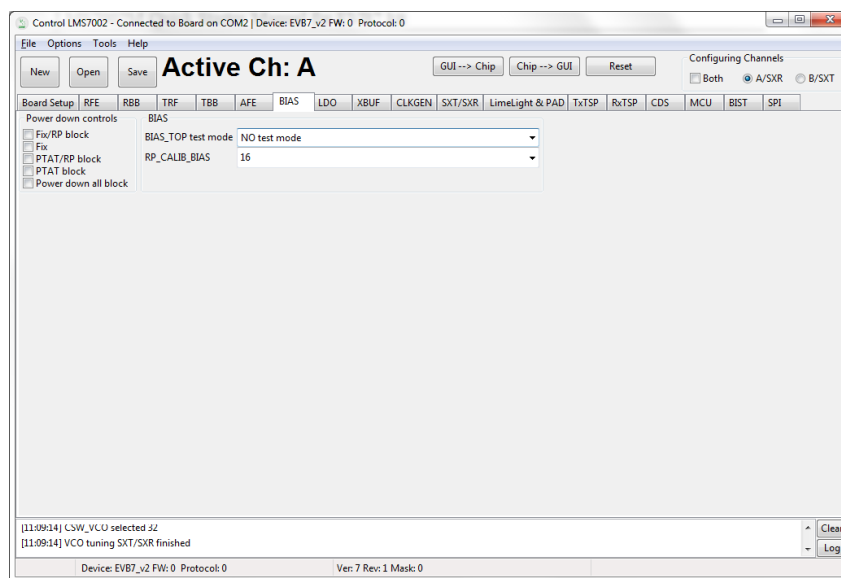 Control LMS7002 - Connected to Board on COM2 | Device: EVB7_v2 FW: 0 Protocol: 0
File Options Tools Help
New Open Save Active Ch: A GUI --> Chip Chip --> GUI Reset Configuring Channels
Both A/SXR B/SXT
Board Setup RFE RBB TRF TBB AFE BIAS LDO XBUF CLKGEN SXT/SXR LimeLight & PAD TxTSP RxTSP CDS MCU BIST SPI
Power down controls BIAS
Fix/RP block BIAS_TOP test mode NO test mode
Fix
PTAT/RP block RP_CALIB_BIAS 16
PTAT block
Power down all block
[11:09:14] CSW_VCO selected 32
[11:09:14] VCO tuning SXT/SXR finished
Clear
Log
Device: EVB7_v2 FW: 0 Protocol: 0 Ver: 7 Rev: 1 Mask: 0